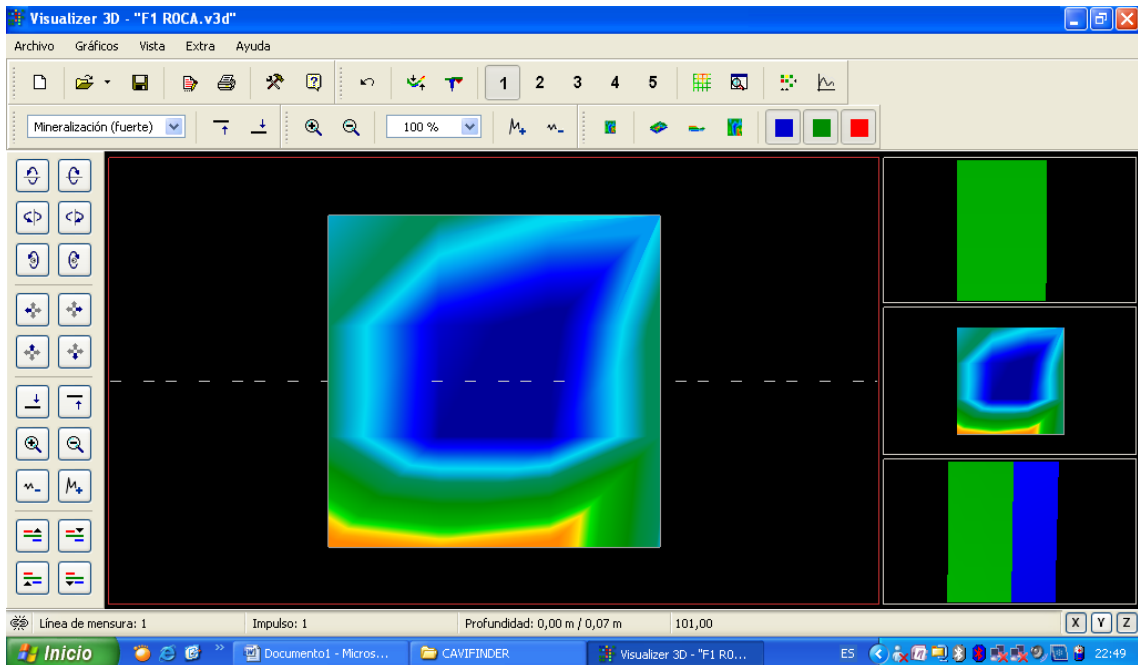 Visualizer 3D - "F1 ROCA.v3d"
Archivo Gráficos Vista Extra Ayuda
1 2 3 4 5
Mineralización (fuerte) 100 %
Línea de mensura: 1 Impulso: 1 Profundidad: 0,00 m / 0,07 m 101,00 X Y Z
Inicio » Documento1 - Micros... CAVIFINDER Visualizer 3D - "F1 RO... ES 22:49